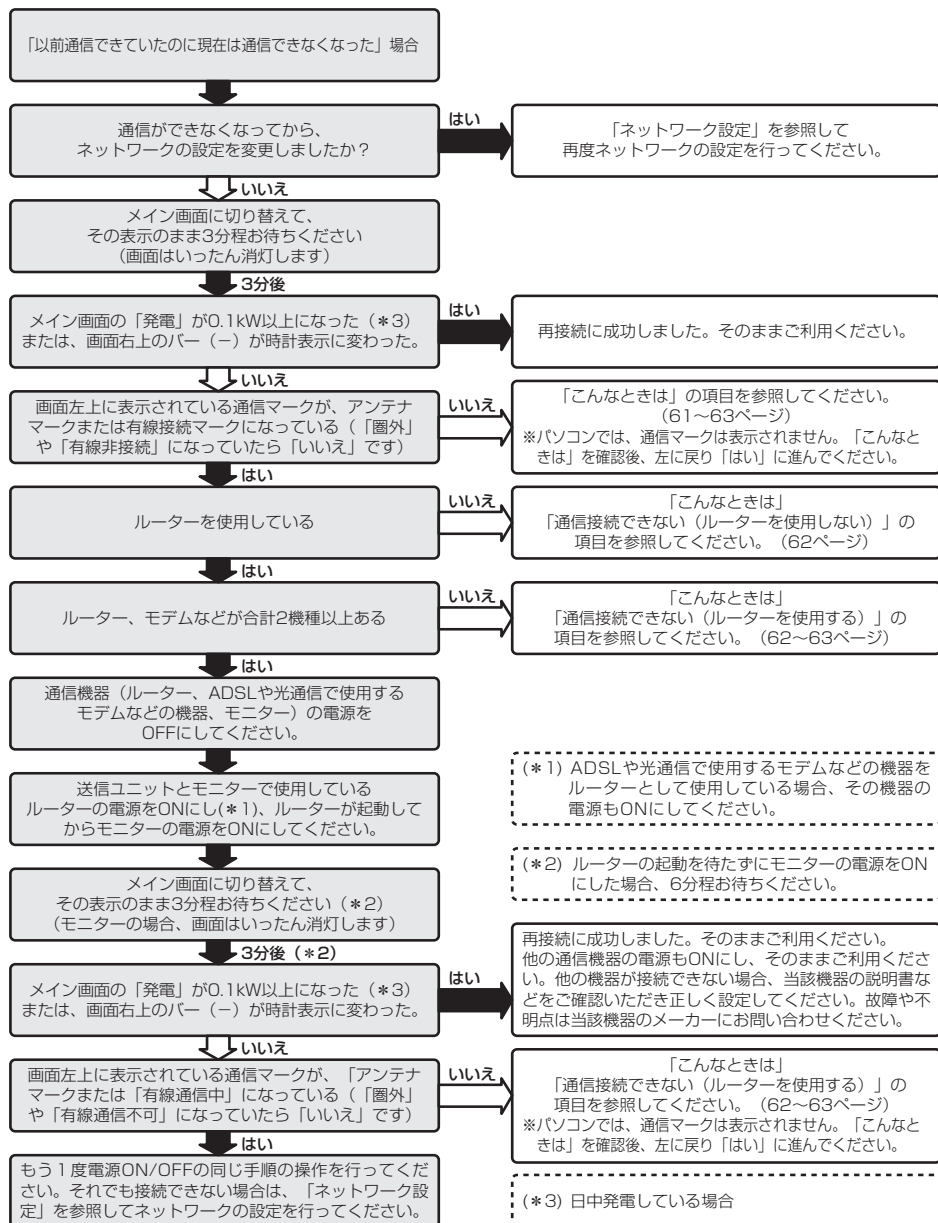 「以前通信できていたのに現在は通信できなくなった」場合
通信ができなくなってから、
ネットワークの設定を変更しましたか？
はい
「ネットワーク設定」を参照して
再度ネットワークの設定を行ってください。
いいえ
メイン画面に切り替えて、
その表示のまま3分程お待ちください
（画面はいったん消灯します）
3分後
メイン画面の「発電」が0.1kW以上になった（＊3）
または、画面右上のバー（－）が時計表示に変わった。
はい
再接続に成功しました。そのままご利用ください。
いいえ
画面左上に表示されている通信マークが、アンテナ
マークまたは有線接続マークになっている（「圏外」
や「有線非接続」になっていたら「いいえ」です）
いいえ
「こんなときは」の項目を参照してください。
（61～63ページ）
※パソコンでは、通信マークは表示されません。「こんなと
きは」を確認後、左に戻り「はい」に進んでください。
はい
ルーターを使用している
いいえ
「こんなときは」
「通信接続できない（ルーターを使用しない）」の
項目を参照してください。（62ページ）
はい
ルーター、モデムなどが合計2機種以上ある
いいえ
「こんなときは」
「通信接続できない（ルーターを使用する）」の
項目を参照してください。（62～63ページ）
はい
通信機器（ルーター、ADSLや光通信で使用する
モデムなどの機器、モニター）の電源を
OFFにしてください。
送信ユニットとモニターで使用している
ルーターの電源をONにし(＊1)、ルーターが起動して
からモニターの電源をONにしてください。
(＊1) ADSLや光通信で使用するモデムなどの機器を
ルーターとして使用している場合、その機器の
電源もONにしてください。
メイン画面に切り替えて、
その表示のまま3分程お待ちください（＊2）
（モニターの場合、画面はいったん消灯します）
(＊2) ルーターの起動を待たずにモニターの電源をON
にした場合、6分程お待ちください。
3分後（＊2）
メイン画面の「発電」が0.1kW以上になった（＊3）
または、画面右上のバー（－）が時計表示に変わった。
はい
再接続に成功しました。そのままご利用ください。
他の通信機器の電源もONにし、そのままご利用くださ
い。他の機器が接続できない場合、当該機器の説明書な
どをご確認いただき正しく設定してください。故障や不
明点は当該機器のメーカーにお問い合わせください。
いいえ
画面左上に表示されている通信マークが、「アンテナ
マークまたは「有線通信中」になっている（「圏外」
や「有線通信不可」になっていたら「いいえ」です）
いいえ
「こんなときは」
「通信接続できない（ルーターを使用する）」の
項目を参照してください。（62～63ページ）
※パソコンでは、通信マークは表示されません。「こんなと
きは」を確認後、左に戻り「はい」に進んでください。
はい
もう１度電源ON/OFFの同じ手順の操作を行ってくだ
さい。それでも接続できない場合は、「ネットワーク設
定」を参照してネットワークの設定を行ってください。
(＊3) 日中発電している場合